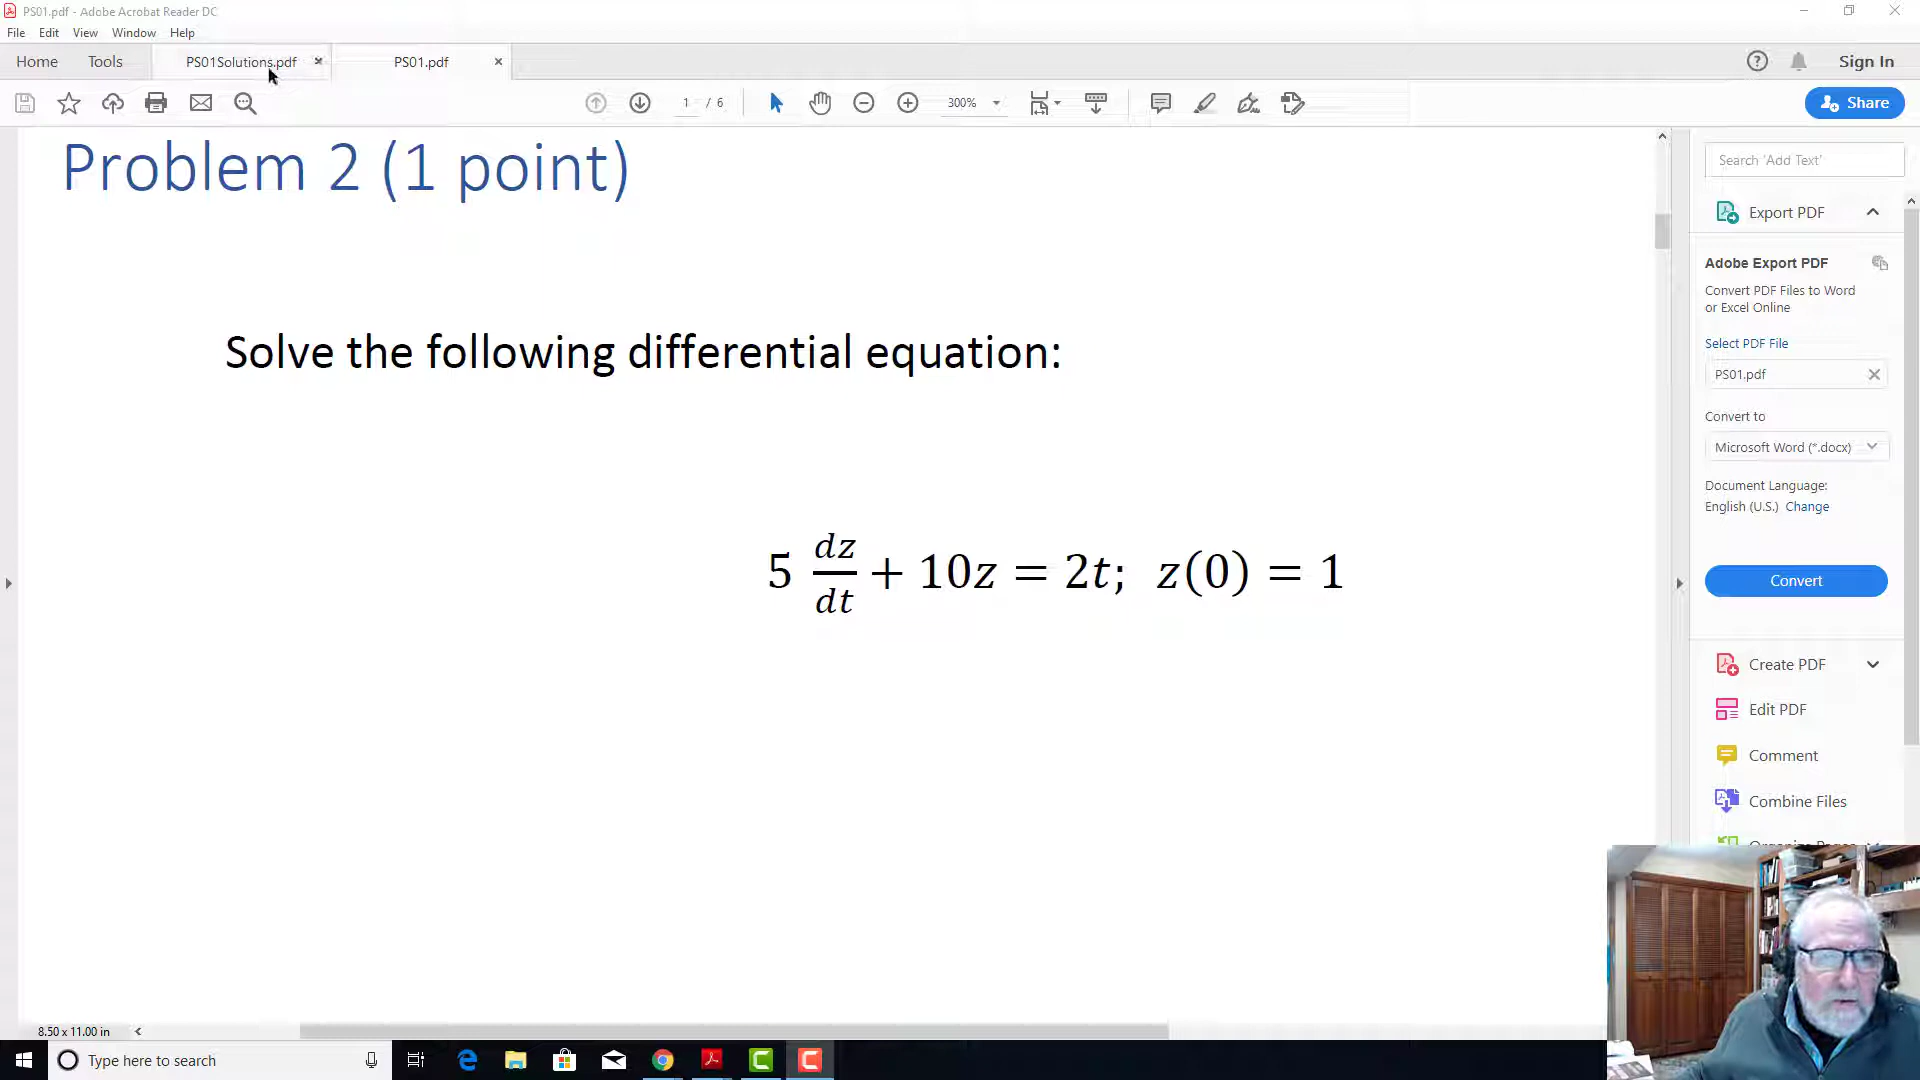 PS01.pdf - Adobe Acrobat Reader DC
File Edit View Window Help
Home Tools PS01Solutions.pdf × PS01.pdf ×
Sign In
1 / 6
300%
Share
Problem 2 (1 point)
Solve the following differential equation:
5 dz/dt + 10z = 2t; z(0) = 1
Search 'Add Text'
Export PDF
Adobe Export PDF
Convert PDF Files to Word
or Excel Online
Select PDF File
PS01.pdf
Convert to
Microsoft Word (*.docx)
Document Language:
English (U.S.) Change
Convert
Create PDF
Edit PDF
Comment
Combine Files
8.50 x 11.00 in
Type here to search